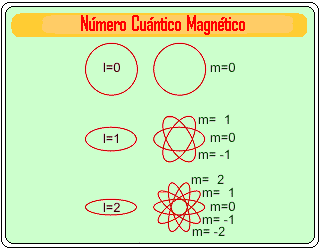 Número Cuántico Magnético
l=0
m=0
l=1
m= 1
m=0
m= -1
l=2
m= 2
m= 1
m=0
m= -1
m= -2